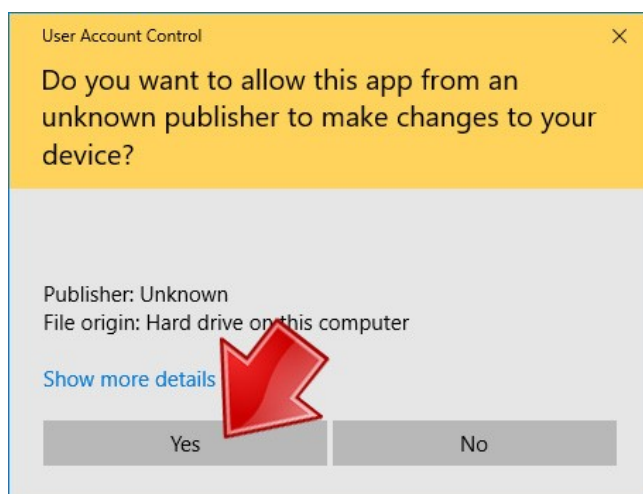 User Account Control
Do you want to allow this app from an
unknown publisher to make changes to your
device?
Publisher: Unknown
File origin: Hard drive on this computer
Show more details
Yes
No